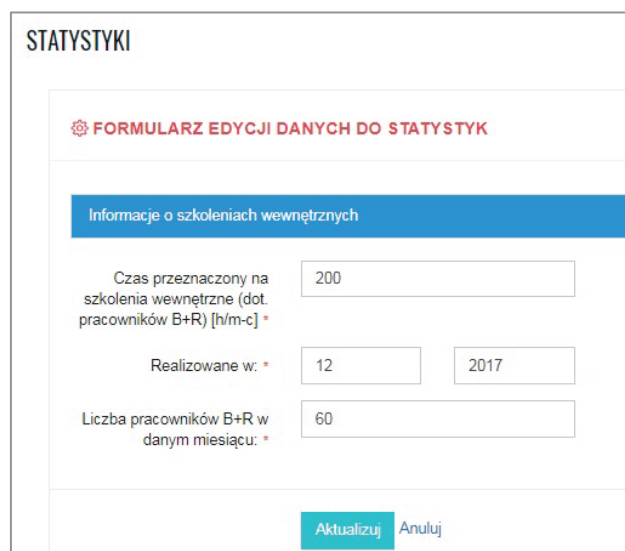 STATYSTYKI
FORMULARZ EDYCJI DANYCH DO STATYSTYK
Informacje o szkoleniach wewnętrznych
Czas przeznaczony na
szkolenia wewnętrzne (dot.
pracowników B+R) [h/m-c] *
200
Realizowane w: *
12
2017
Liczba pracowników B+R w
danym miesiącu: *
60
Aktualizuj Anuluj